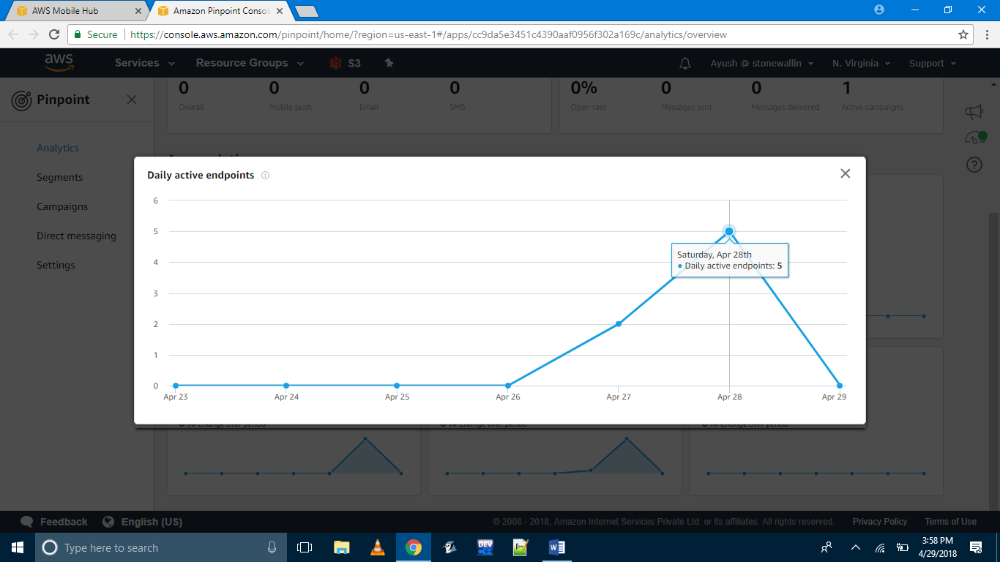 AWS Mobile Hub
Amazon Pinpoint Consol
Secure
https://console.aws.amazon.com/pinpoint/home/?region=us-east-1#/apps/cc9da5e3451c4390aaf0956f302a169c/analytics/overview
aws
Services
Resource Groups
S3
Ayush @ stonewallin
N. Virginia
Support
Pinpoint
Analytics
Segments
Campaigns
Direct messaging
Settings
0 0 0 0
Overall Mobile push Email SMS
0% 0 0 1
Open rate Messages sent Messages delivered Active campaigns
Daily active endpoints
6
5
4
3
2
1
0
Saturday, Apr 28th
Daily active endpoints: 5
Apr 23 Apr 24 Apr 25 Apr 26 Apr 27 Apr 28 Apr 29
Feedback
English (US)
© 2008 - 2018, Amazon Internet Services Private Ltd. or its affiliates. All rights reserved.
Privacy Policy
Terms of Use
Type here to search
DEV
3:58 PM
4/29/2018